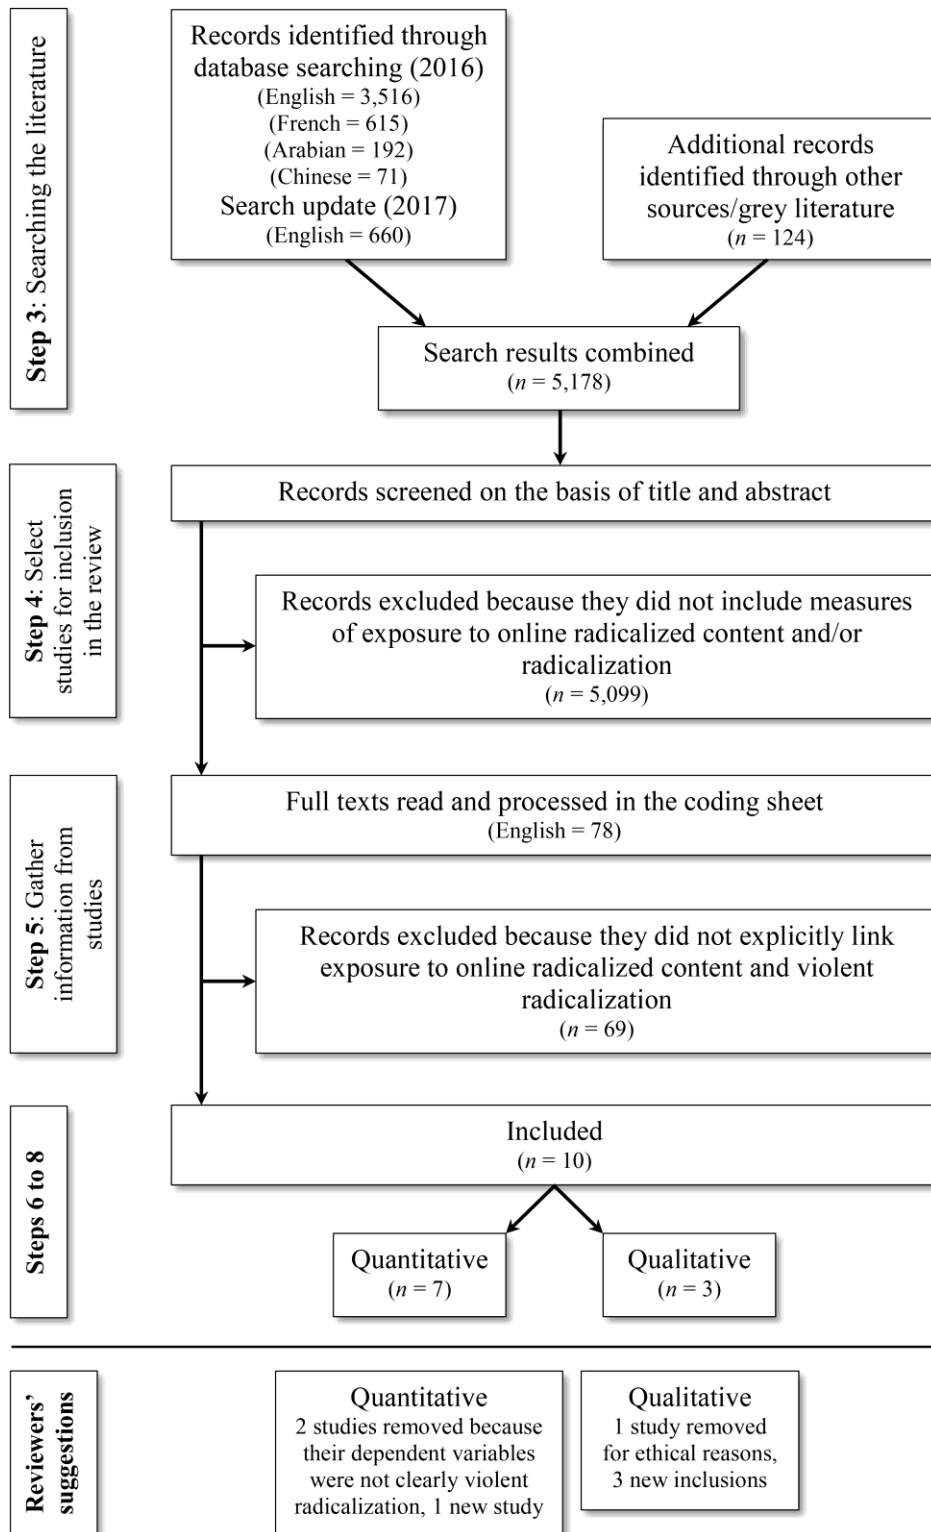 Step 3: Searching the literature
Records identified through
database searching (2016)
(English = 3,516)
(French = 615)
(Arabian = 192)
(Chinese = 71)
Search update (2017)
(English = 660)
Additional records
identified through other
sources/grey literature
(n = 124)
Search results combined
(n = 5,178)
Step 4: Select
studies for inclusion
in the review
Records screened on the basis of title and abstract
Records excluded because they did not include measures
of exposure to online radicalized content and/or
radicalization
(n = 5,099)
Step 5: Gather
information from
studies
Full texts read and processed in the coding sheet
(English = 78)
Records excluded because they did not explicitly link
exposure to online radicalized content and violent
radicalization
(n = 69)
Steps 6 to 8
Included
(n = 10)
Quantitative
(n = 7)
Qualitative
(n = 3)
Reviewers'
suggestions
Quantitative
2 studies removed because
their dependent variables
were not clearly violent
radicalization, 1 new study
Qualitative
1 study removed
for ethical reasons,
3 new inclusions